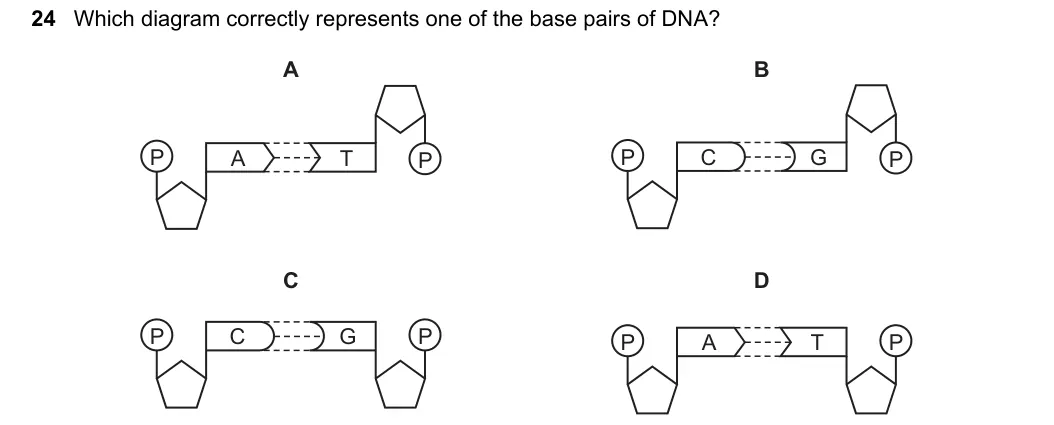 24 Which diagram correctly represents one of the base pairs of DNA?
A B
P A T P
P C G P
C D
P C G P
P A T P